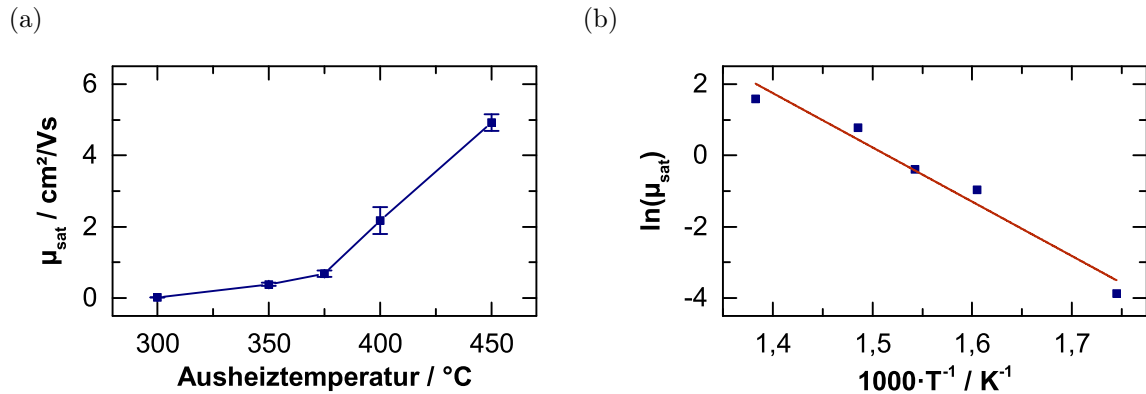 (a)
(b)
µsat / cm²/Vs
6
4
2
0
300 350 400 450
Ausheiztemperatur / °C
ln(µsat)
2
0
-2
-4
1,4 1,5 1,6 1,7
1000·T⁻¹ / K⁻¹